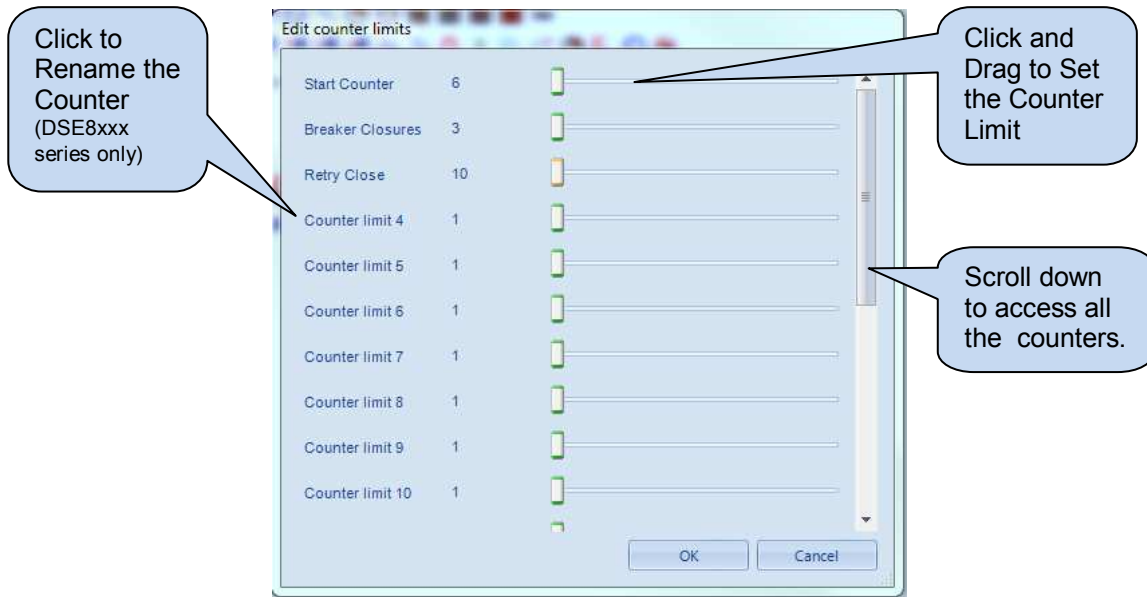 Click to
Rename the
Counter
(DSE8xxx
series only)
Edit counter limits
Start Counter 6
Breaker Closures 3
Retry Close 10
Counter limit 4 1
Counter limit 5 1
Counter limit 6 1
Counter limit 7 1
Counter limit 8 1
Counter limit 9 1
Counter limit 10 1
OK Cancel
Click and
Drag to Set
the Counter
Limit
Scroll down
to access all
the counters.